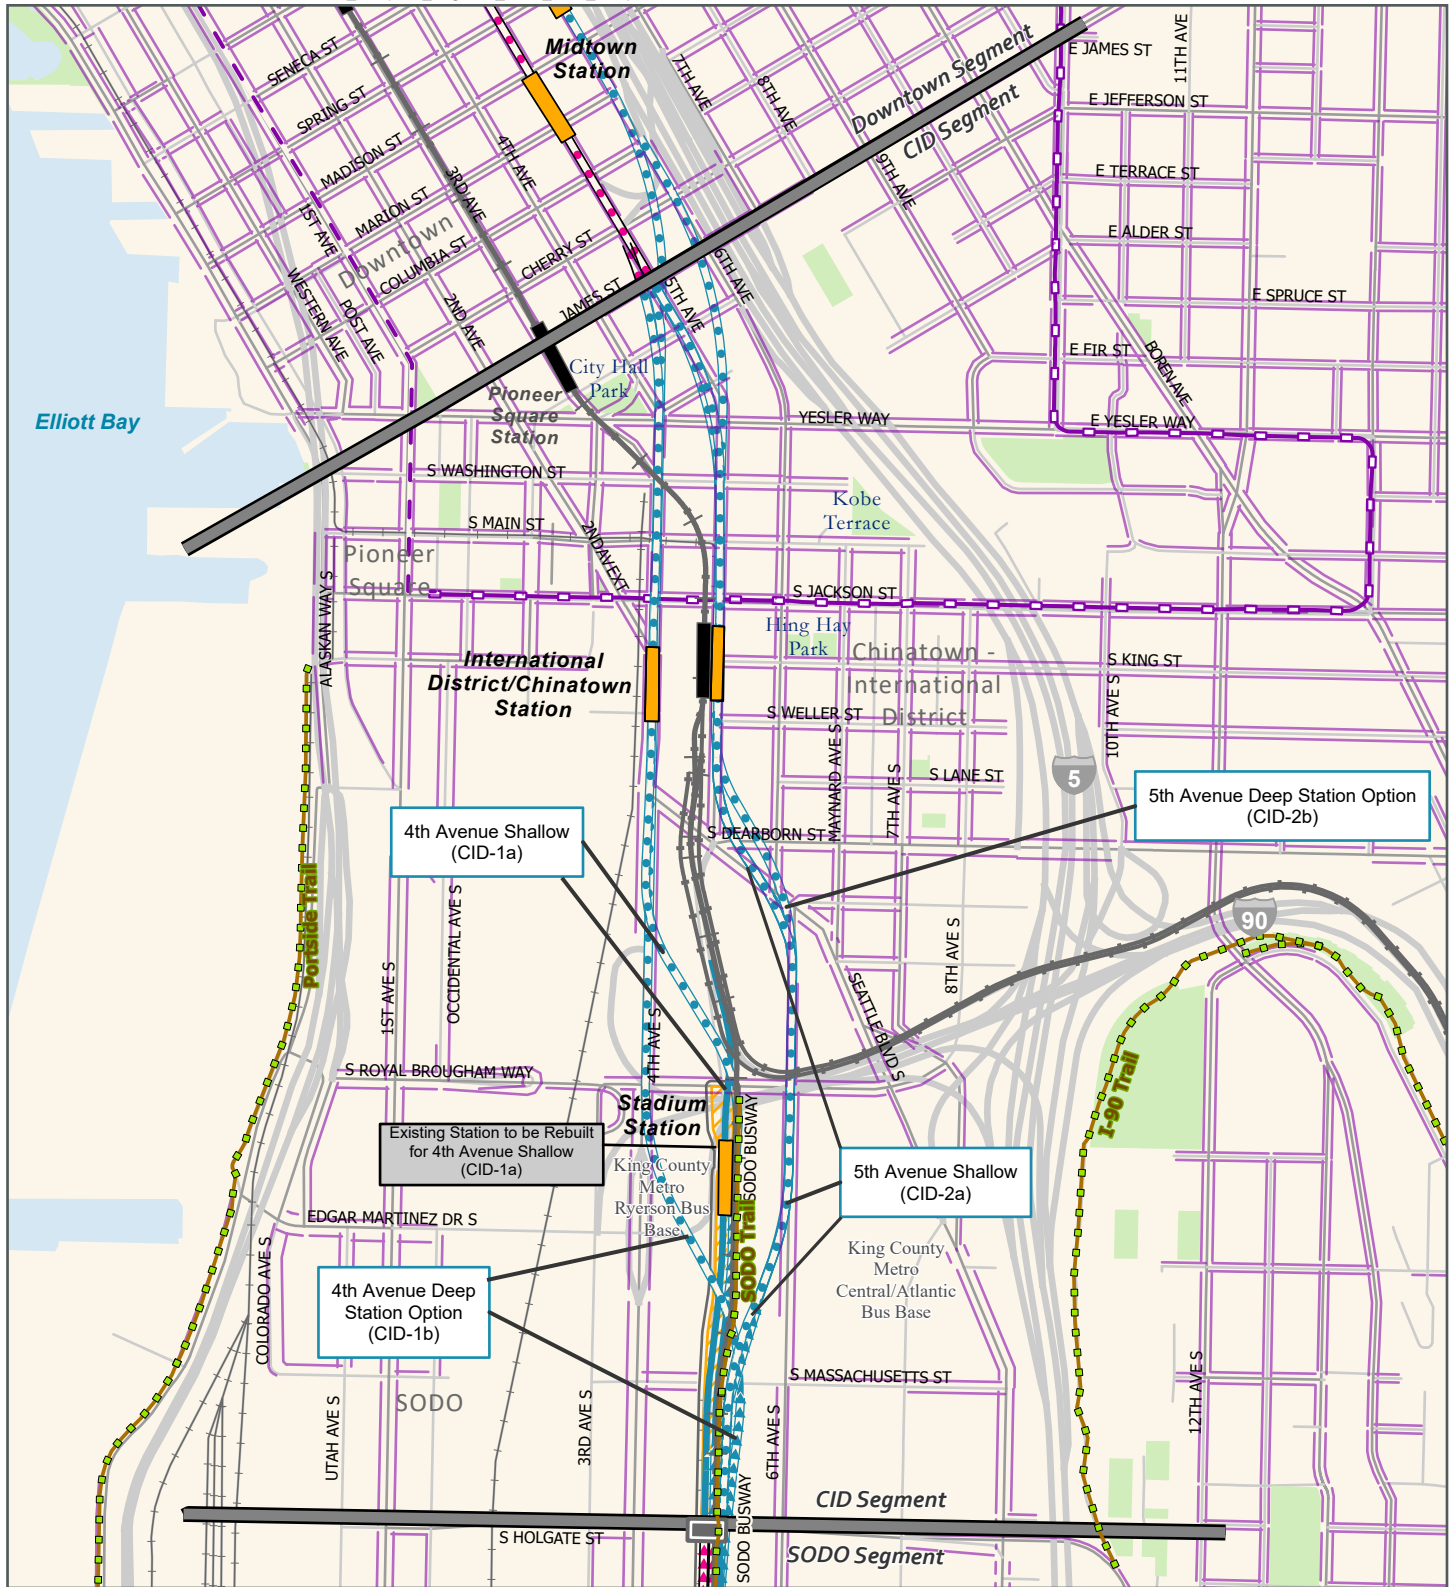 Midtown
Station
Downtown Segment
CID Segment
SENECA ST
SPRING ST
MADISON ST
MARION ST
COLUMBIA ST
CHERRY ST
JAMES ST
Downtown
1ST AVE
WESTERN AVE
POST AVE
2ND AVE
3RD AVE
4TH AVE
5TH AVE
6TH AVE
7TH AVE
8TH AVE
9TH AVE
11TH AVE
E JAMES ST
E JEFFERSON ST
E TERRACE ST
E ALDER ST
E SPRUCE ST
E FIR ST
BOREN AVE
E YESLER WAY
YESLER WAY
City Hall
Park
Pioneer
Square
Station
Elliott Bay
S WASHINGTON ST
S MAIN ST
2ND AVE EXT
Kobe
Terrace
Pioneer
Square
ALASKAN WAY S
S JACKSON ST
Hing Hay
Park
Chinatown -
International
District
International
District/Chinatown
Station
S KING ST
S WELLER ST
S LANE ST
S DEARBORN ST
MAYNARD AVE S
7TH AVE S
8TH AVE S
10TH AVE S
5
90
5th Avenue Deep Station Option
(CID-2b)
4th Avenue Shallow
(CID-1a)
Portside Trail
1ST AVE S
OCCIDENTAL AVE S
4TH AVE S
SEATTLE BLVD S
I-90 Trail
S ROYAL BROUGHAM WAY
Stadium
Station
SODO BUSWAY
Existing Station to be Rebuilt
for 4th Avenue Shallow
(CID-1a)
King County
Metro
Ryerson Bus
Base
5th Avenue Shallow
(CID-2a)
SODO Trail
EDGAR MARTINEZ DR S
King County
Metro
Central/Atlantic
Bus Base
COLORADO AVE S
4th Avenue Deep
Station Option
(CID-1b)
S MASSACHUSETTS ST
SODO
UTAH AVE S
3RD AVE S
6TH AVE S
12TH AVE S
SODO BUSWAY
CID Segment
S HOLGATE ST
SODO Segment